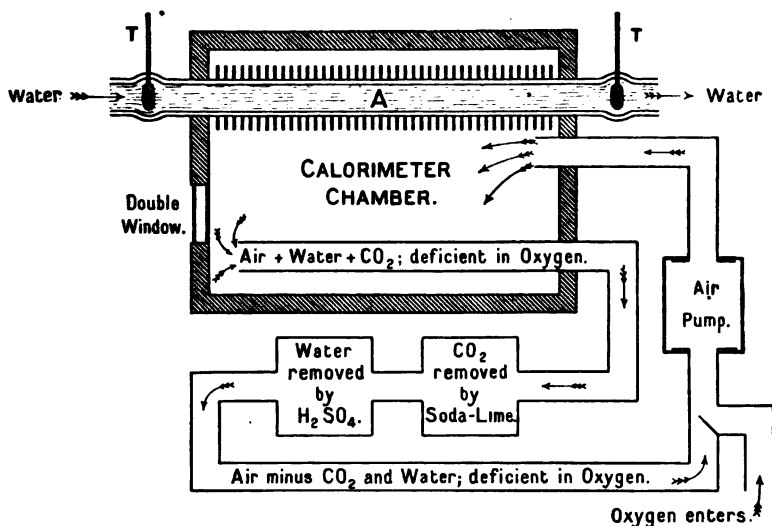 T
T
Water
A
Water
CALORIMETER
CHAMBER.
Double
Window.
Air + Water + CO₂; deficient in Oxygen.
Air
Pump.
Water
removed
by
H₂SO₄.
CO₂
removed
by
Soda-Lime.
Air minus CO₂ and Water; deficient in Oxygen.
Oxygen enters.